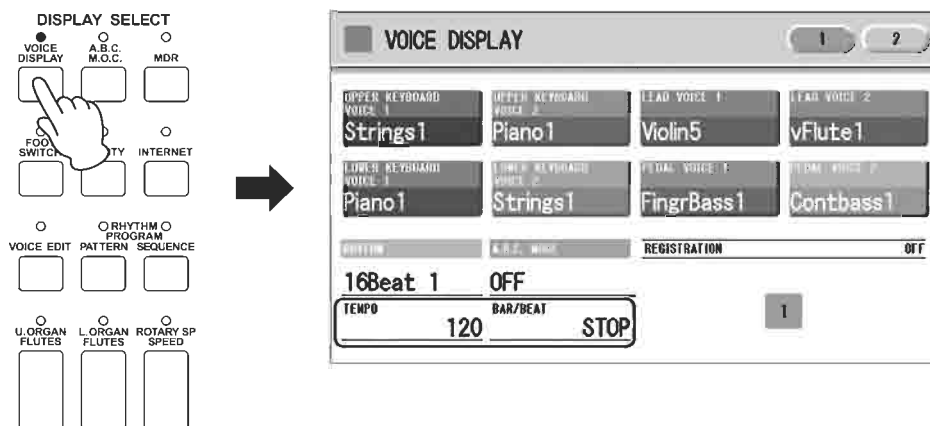 DISPLAY SELECT
VOICE DISPLAY
A.B.C. M.O.C.
MDR
INTERNET
VOICE EDIT
RHYTHM PROGRAM
PATTERN
SEQUENCE
U.ORGAN FLUTES
L.ORGAN FLUTES
ROTARY SP SPEED
VOICE DISPLAY
1
2
UPPER KEYBOARD VOICE 1
Strings1
UPPER KEYBOARD VOICE 2
Piano1
LEAD VOICE 1
Violin5
LEAD VOICE 2
vFlute1
LOWER KEYBOARD VOICE 1
Piano1
LOWER KEYBOARD VOICE 2
Strings1
PEDAL VOICE 1
FingrBass1
PEDAL VOICE 2
Contbass1
RHYTHM
16Beat 1
A.B.C. MODE
OFF
REGISTRATION OFF
1
TEMPO
120
BAR/BEAT
STOP